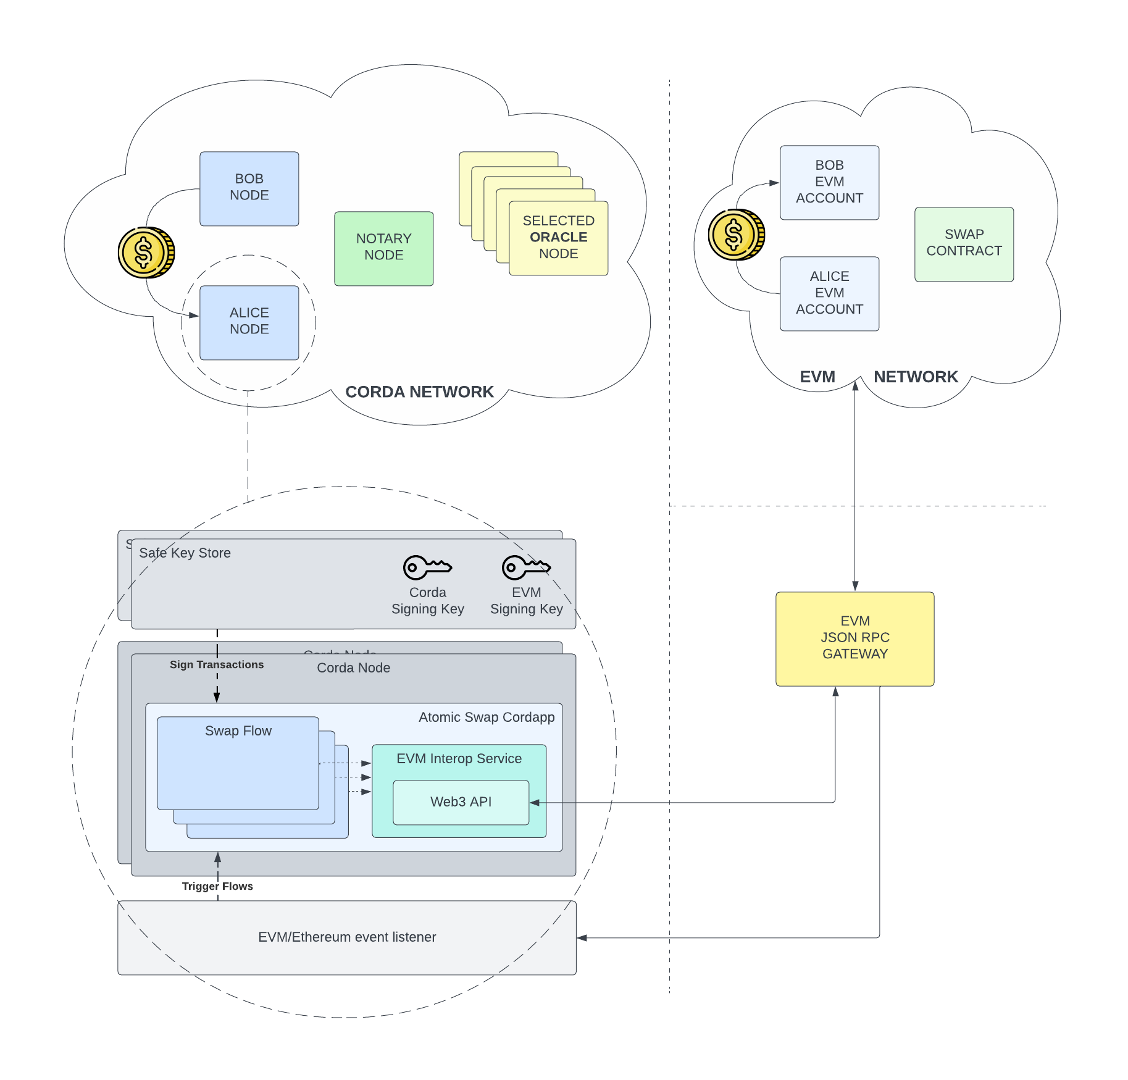 BOB
NODE
ALICE
NODE
NOTARY
NODE
SELECTED
ORACLE
NODE
CORDA NETWORK
BOB
EVM
ACCOUNT
ALICE
EVM
ACCOUNT
SWAP
CONTRACT
EVM NETWORK
Safe Key Store
Corda
Signing Key
EVM
Signing Key
Sign Transactions
Corda Node
Corda Node
Atomic Swap Cordapp
Swap Flow
EVM Interop Service
Web3 API
Trigger Flows
EVM/Ethereum event listener
EVM
JSON RPC
GATEWAY